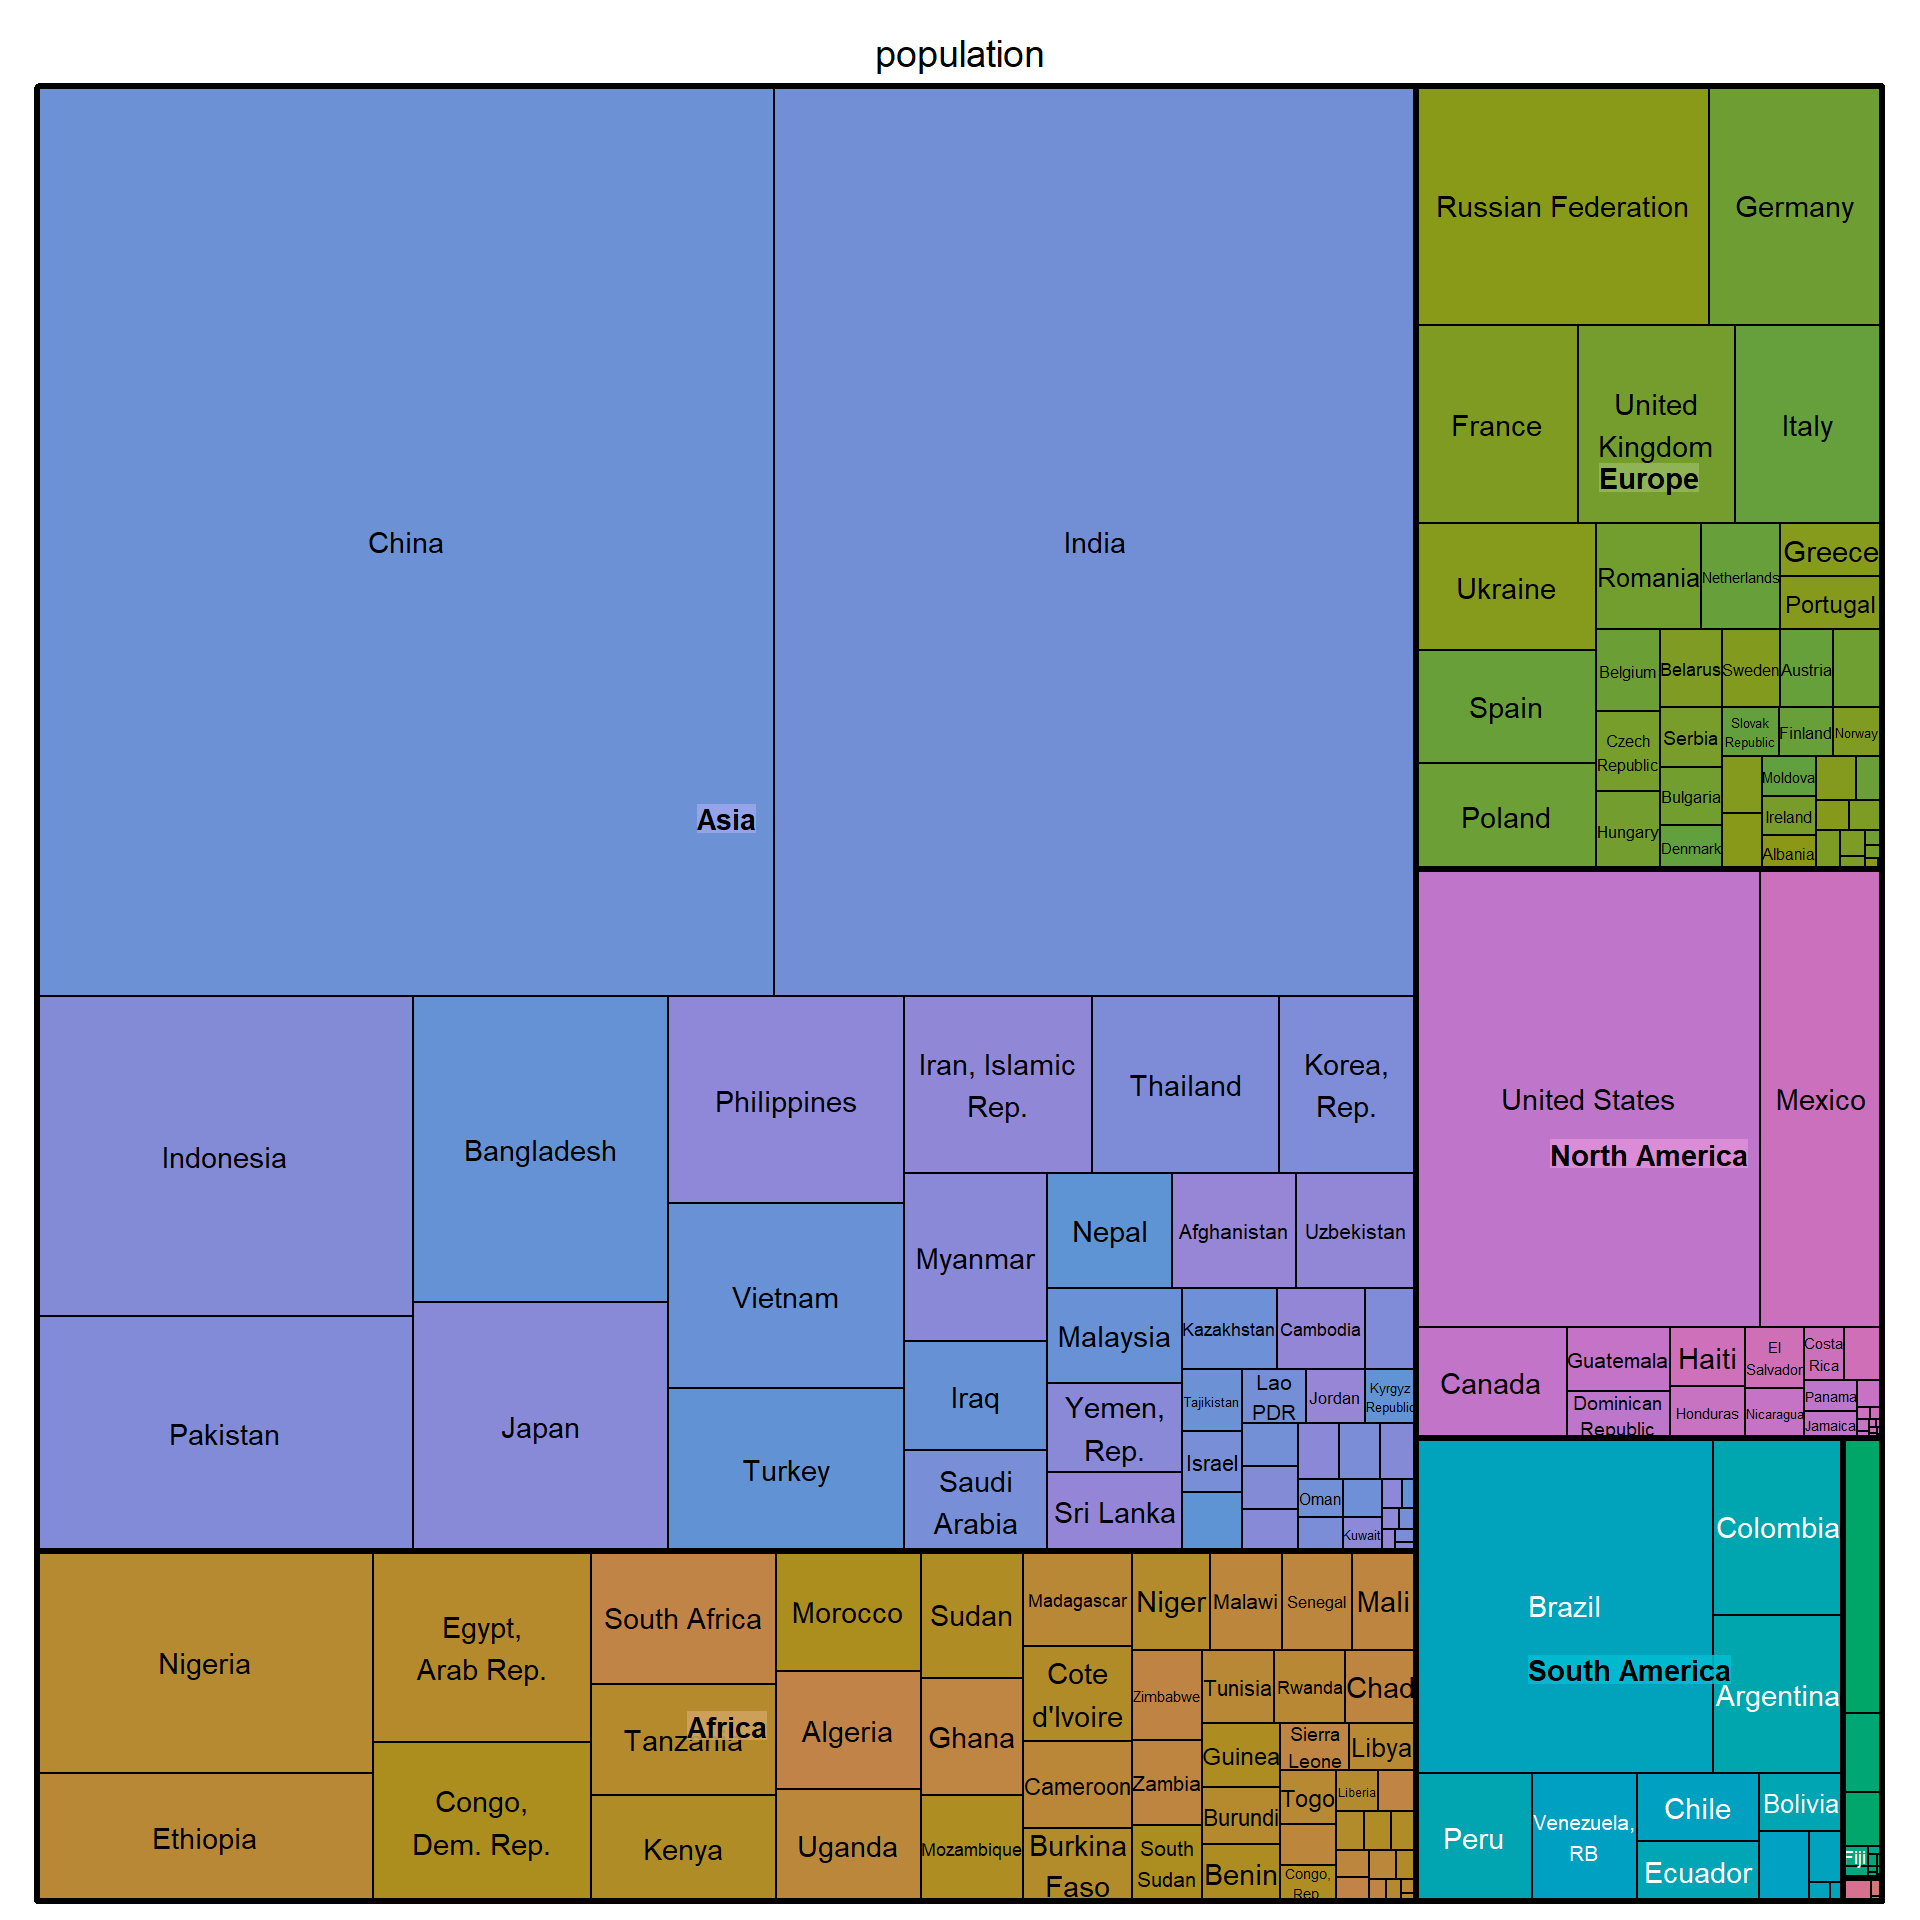 population
China
India
Asia
Indonesia
Pakistan
Bangladesh
Japan
Philippines
Vietnam
Turkey
Iran, Islamic
Rep.
Thailand
Korea,
Rep.
Myanmar
Iraq
Saudi
Arabia
Nepal
Afghanistan
Uzbekistan
Malaysia
Yemen,
Rep.
Sri Lanka
Kazakhstan
Cambodia
Tajikistan
Lao
PDR
Jordan
Kyrgyz
Republic
Israel
Oman
Kuwait
Nigeria
Ethiopia
Egypt,
Arab Rep.
Congo,
Dem. Rep.
South Africa
Tanzania
Africa
Kenya
Morocco
Algeria
Uganda
Sudan
Ghana
Mozambique
Madagascar
Cote
d'Ivoire
Cameroon
Burkina
Faso
Niger
Malawi
Senegal
Mali
Zimbabwe
Zambia
South
Sudan
Tunisia
Rwanda
Chad
Guinea
Burundi
Benin
Sierra
Leone
Libya
Togo
Liberia
Congo,
Rep.
Russian Federation
Germany
France
United
Kingdom
Europe
Italy
Ukraine
Spain
Poland
Romania
Netherlands
Greece
Portugal
Belgium
Czech
Republic
Hungary
Belarus
Sweden
Austria
Serbia
Bulgaria
Denmark
Slovak
Republic
Finland
Norway
Moldova
Ireland
Albania
United States
North America
Mexico
Canada
Guatemala
Dominican
Republic
Haiti
Honduras
El
Salvador
Nicaragua
Costa
Rica
Panama
Jamaica
Brazil
South America
Colombia
Argentina
Peru
Venezuela,
RB
Chile
Ecuador
Bolivia
Fiji